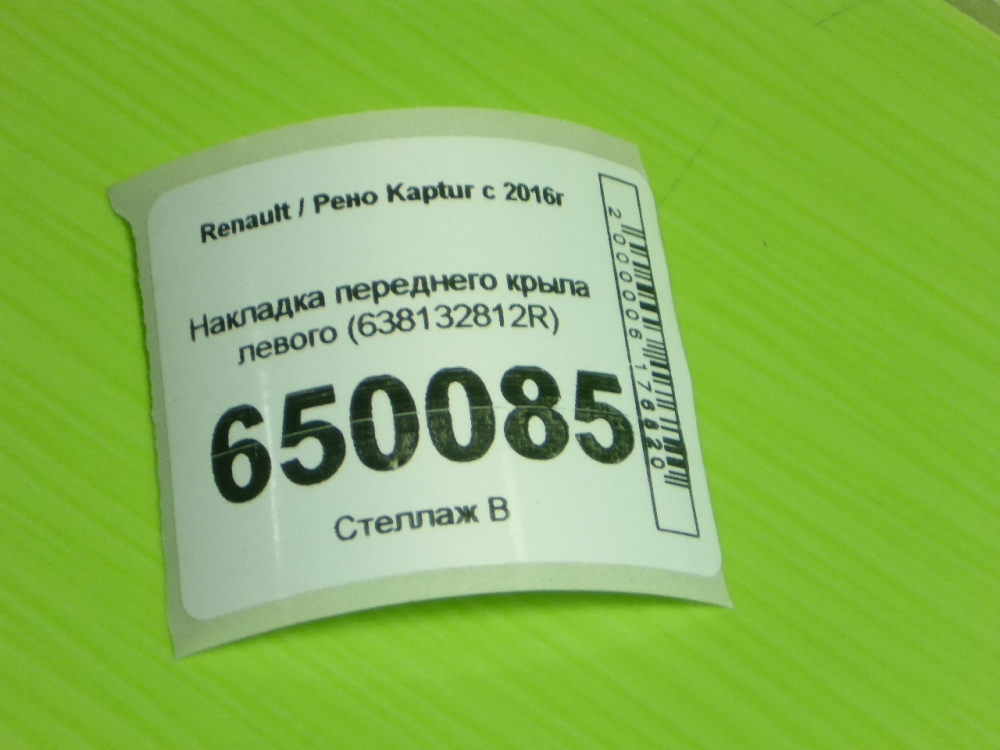 Renault / Рено Kaptur с 2016г
Накладка переднего крыла
левого (638132812R)
650085
Стеллаж В
2000006176820